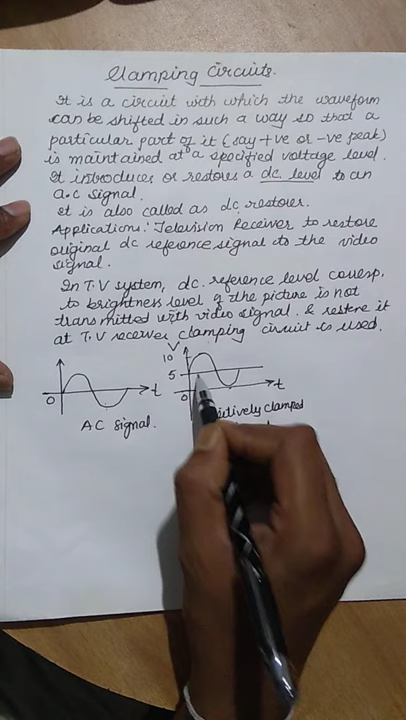 Clamping Circuits.
It is a circuit with which the waveform
can be shifted in such a way so that a
particular part of it (say +ve or -ve peak)
is maintained at a specified voltage level.
It introduces or restores a dc level to an
a.c signal.
It is also called as dc restorer.
Applications: Television Receiver to restore
original dc reference signal to the video
signal.
In T.V system, dc. reference level corresp.
to brightness level of the picture is not
transmitted with video signal. & restore it
at T.V receiver clamping circuit is used.
V
10
5
0 t
0 t
AC signal.
clamped